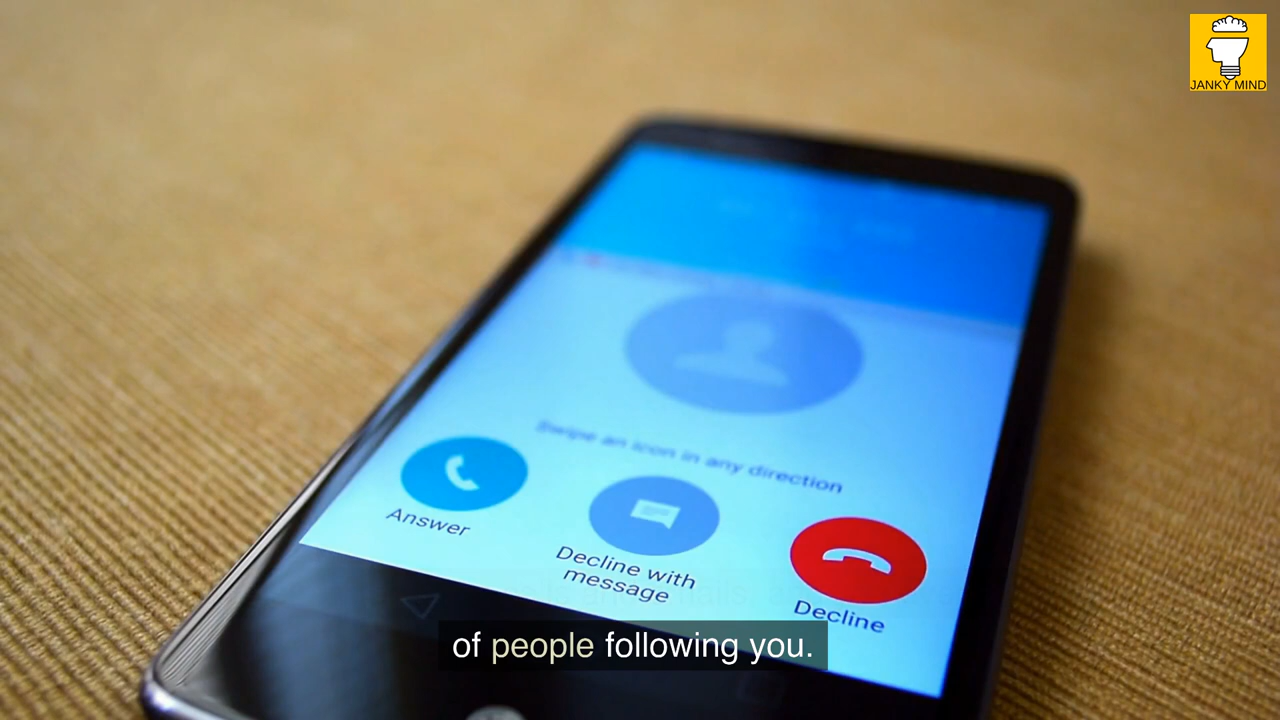 JANKY MIND
Swipe an icon in any direction
Answer
Decline with
message
Decline
of people following you.